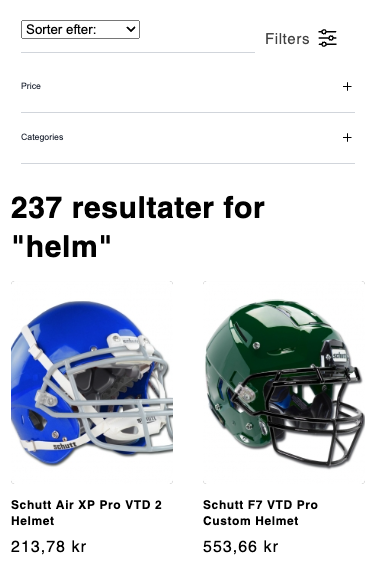 Sorter efter:
Filters
Price
Categories
237 resultater for
"helm"
schutt
schutt
Schutt Air XP Pro VTD 2
Helmet
213,78 kr
Schutt F7 VTD Pro
Custom Helmet
553,66 kr